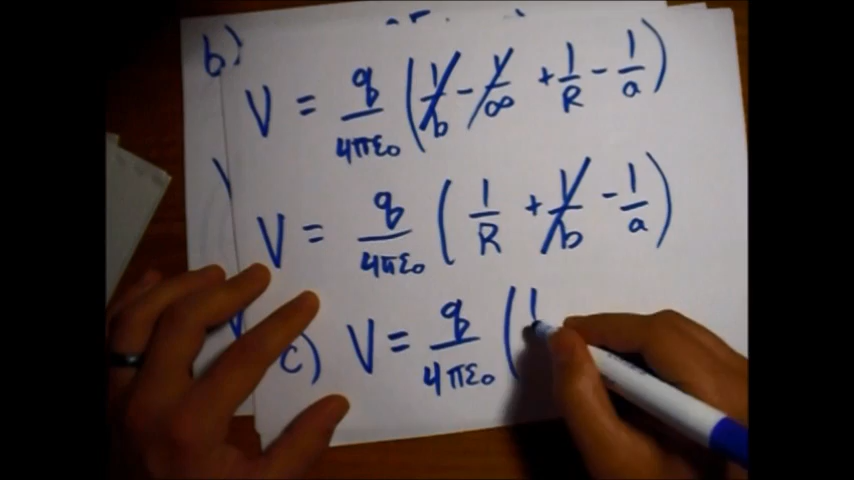 b)
V = q/4πε₀ (1/b - 1/∞ + 1/R - 1/a)
V = q/4πε₀ (1/R + 1/b - 1/a)
c) V = q/4πε₀ (1